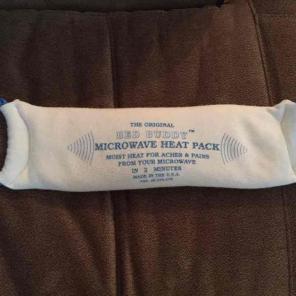 THE ORIGINAL
BED BUDDY™
MICROWAVE HEAT PACK
MOIST HEAT FOR ACHES & PAINS
FROM YOUR MICROWAVE
IN 2 MINUTES
MADE IN THE U.S.A.